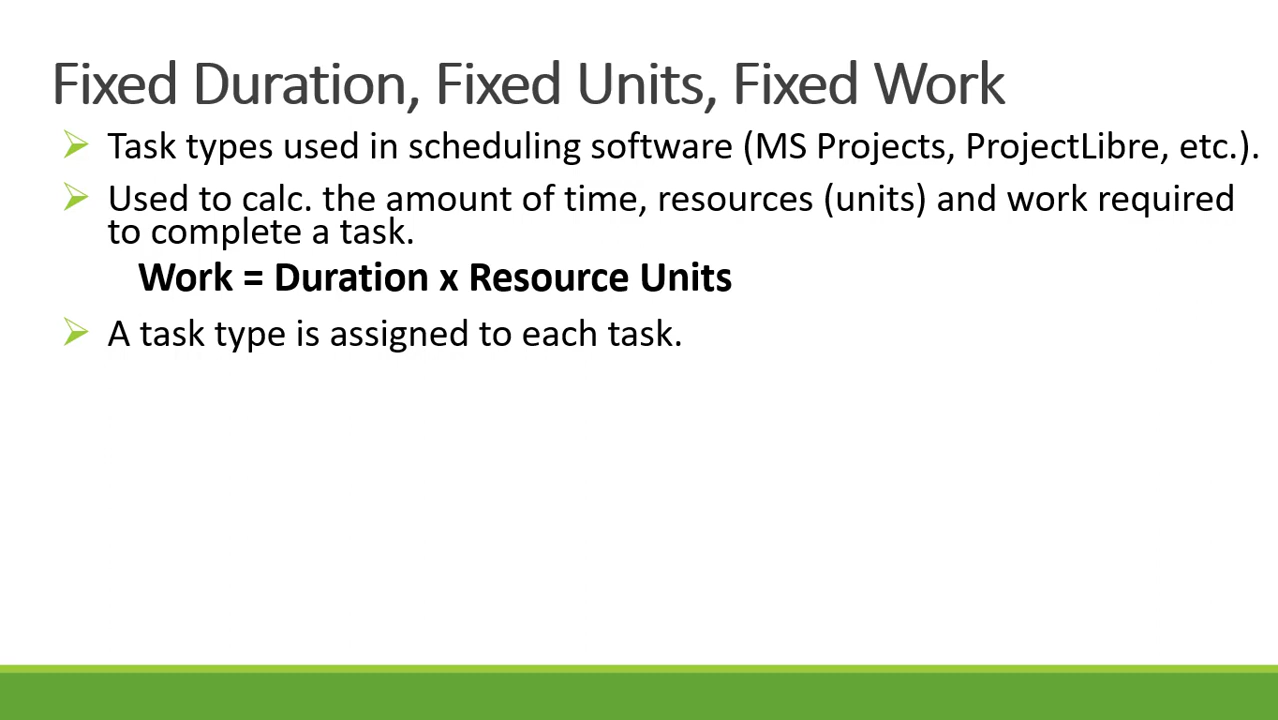 Fixed Duration, Fixed Units, Fixed Work
Task types used in scheduling software (MS Projects, ProjectLibre, etc.).
Used to calc. the amount of time, resources (units) and work required
to complete a task.
Work = Duration x Resource Units
A task type is assigned to each task.